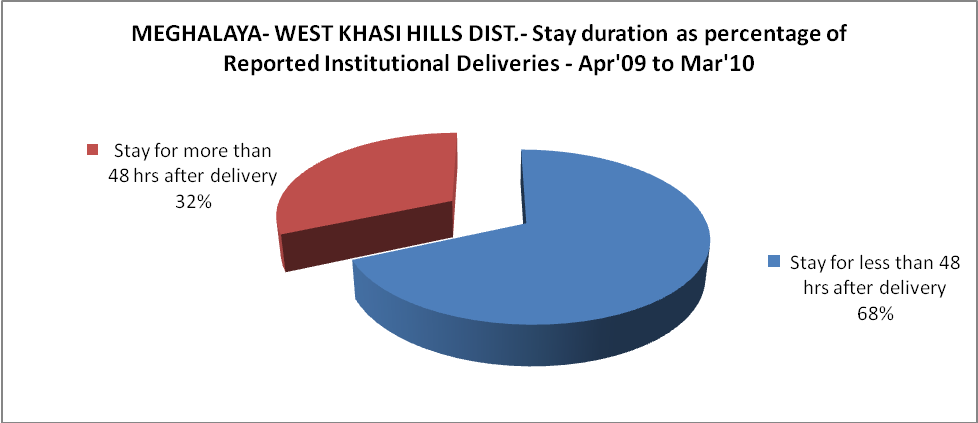 MEGHALAYA- WEST KHASI HILLS DIST.- Stay duration as percentage of
Reported Institutional Deliveries - Apr'09 to Mar'10
Stay for more than
48 hrs after delivery
32%
Stay for less than 48
hrs after delivery
68%